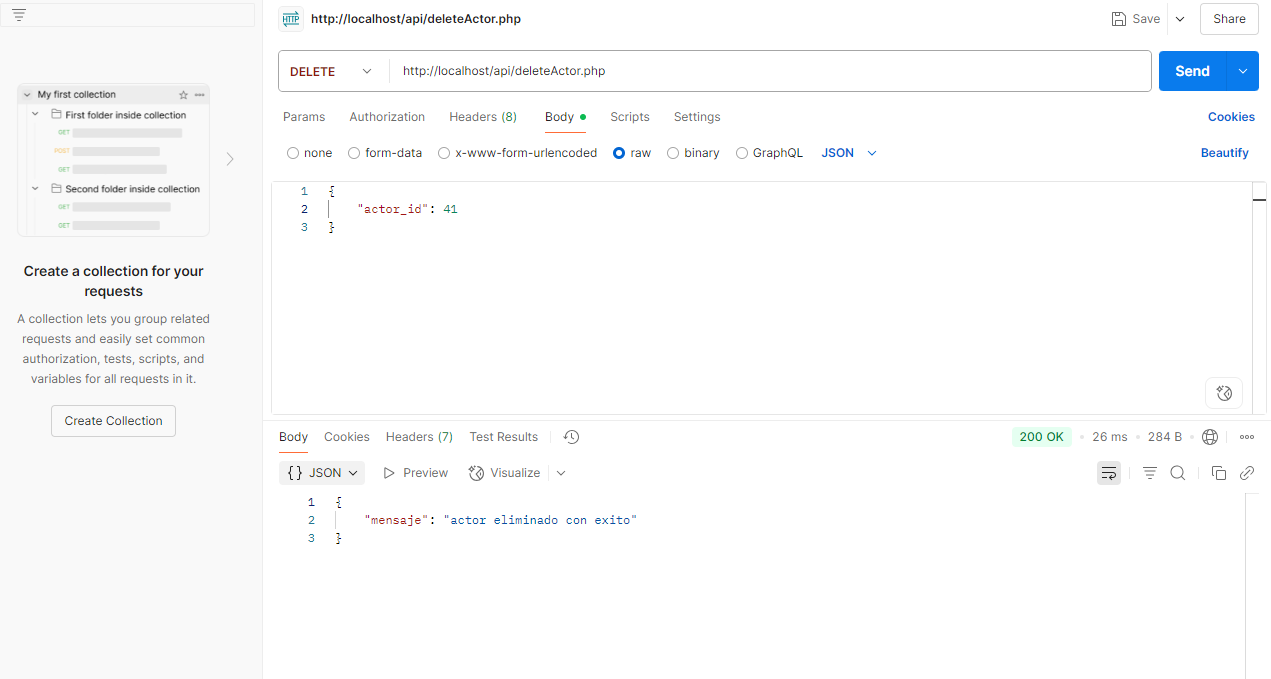 HTTP http://localhost/api/deleteActor.php
Save
Share
DELETE http://localhost/api/deleteActor.php
Send
Params Authorization Headers (8) Body Scripts Settings
Cookies
none form-data x-www-form-urlencoded raw binary GraphQL JSON
Beautify
1 {
2 "actor_id": 41
3 }
My first collection
First folder inside collection
GET
POST
GET
Second folder inside collection
GET
GET
Create a collection for your
requests
A collection lets you group related
requests and easily set common
authorization, tests, scripts, and
variables for all requests in it.
Create Collection
Body Cookies Headers (7) Test Results
200 OK • 26 ms • 284 B •
{} JSON Preview Visualize
1 {
2 "mensaje": "actor eliminado con exito"
3 }